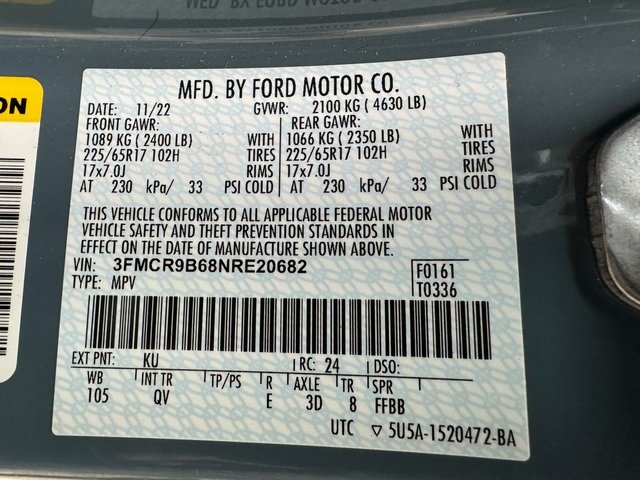 MFD. BY FORD MOTOR CO.
DATE: 11/22 GVWR: 2100 KG ( 4630 LB)
FRONT GAWR: REAR GAWR:
1089 KG ( 2400 LB) WITH 1066 KG ( 2350 LB) WITH
225/65R17 102H TIRES 225/65R17 102H TIRES
17x7.0J RIMS 17x7.0J RIMS
AT 230 kPa/ 33 PSI COLD AT 230 kPa/ 33 PSI COLD
THIS VEHICLE CONFORMS TO ALL APPLICABLE FEDERAL MOTOR
VEHICLE SAFETY AND THEFT PREVENTION STANDARDS IN
EFFECT ON THE DATE OF MANUFACTURE SHOWN ABOVE.
VIN: 3FMCR9B68NRE20682
F0161
TYPE: MPV
T0336
EXT PNT: KU RC: 24 DSO:
WB INT TR TP/PS R AXLE TR SPR
105 QV E 3D 8 FFBB
UTC ▽ 5U5A-1520472-BA